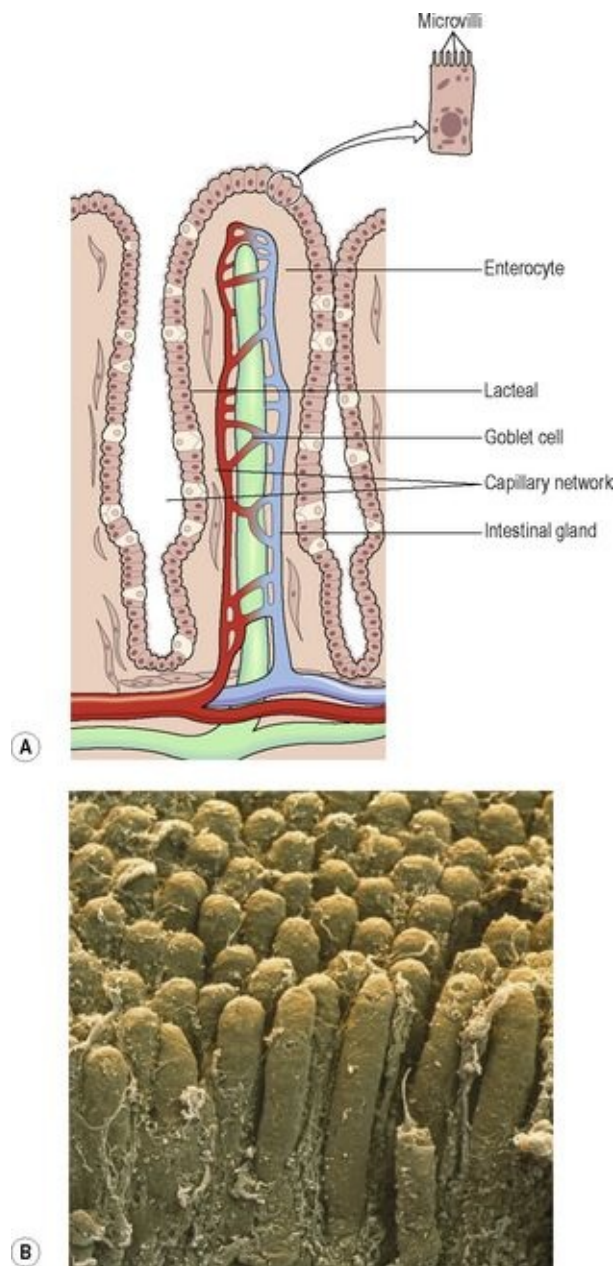 Microvilli
Enterocyte
Lacteal
Goblet cell
Capillary network
Intestinal gland
A
B